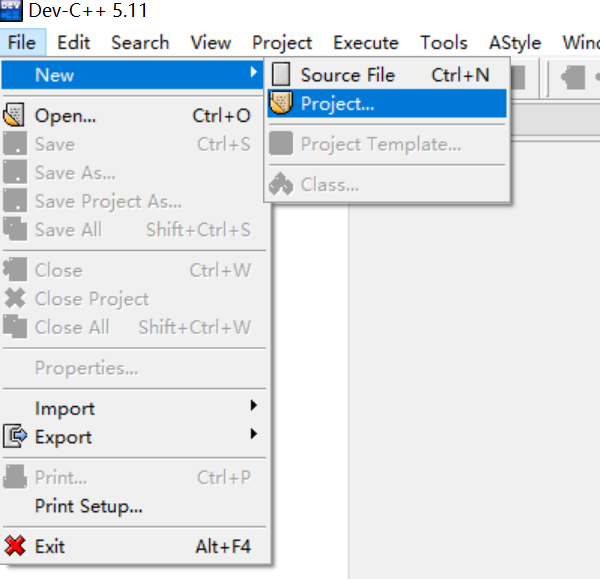 DEV
Dev-C++ 5.11
File Edit Search View Project Execute Tools AStyle
New
Source File Ctrl+N
Project...
Open... Ctrl+O
Save Ctrl+S
Project Template...
Save As...
Class...
Save Project As...
Save All Shift+Ctrl+S
Close Ctrl+W
Close Project
Close All Shift+Ctrl+W
Properties...
Import
Export
Print... Ctrl+P
Print Setup...
Exit Alt+F4